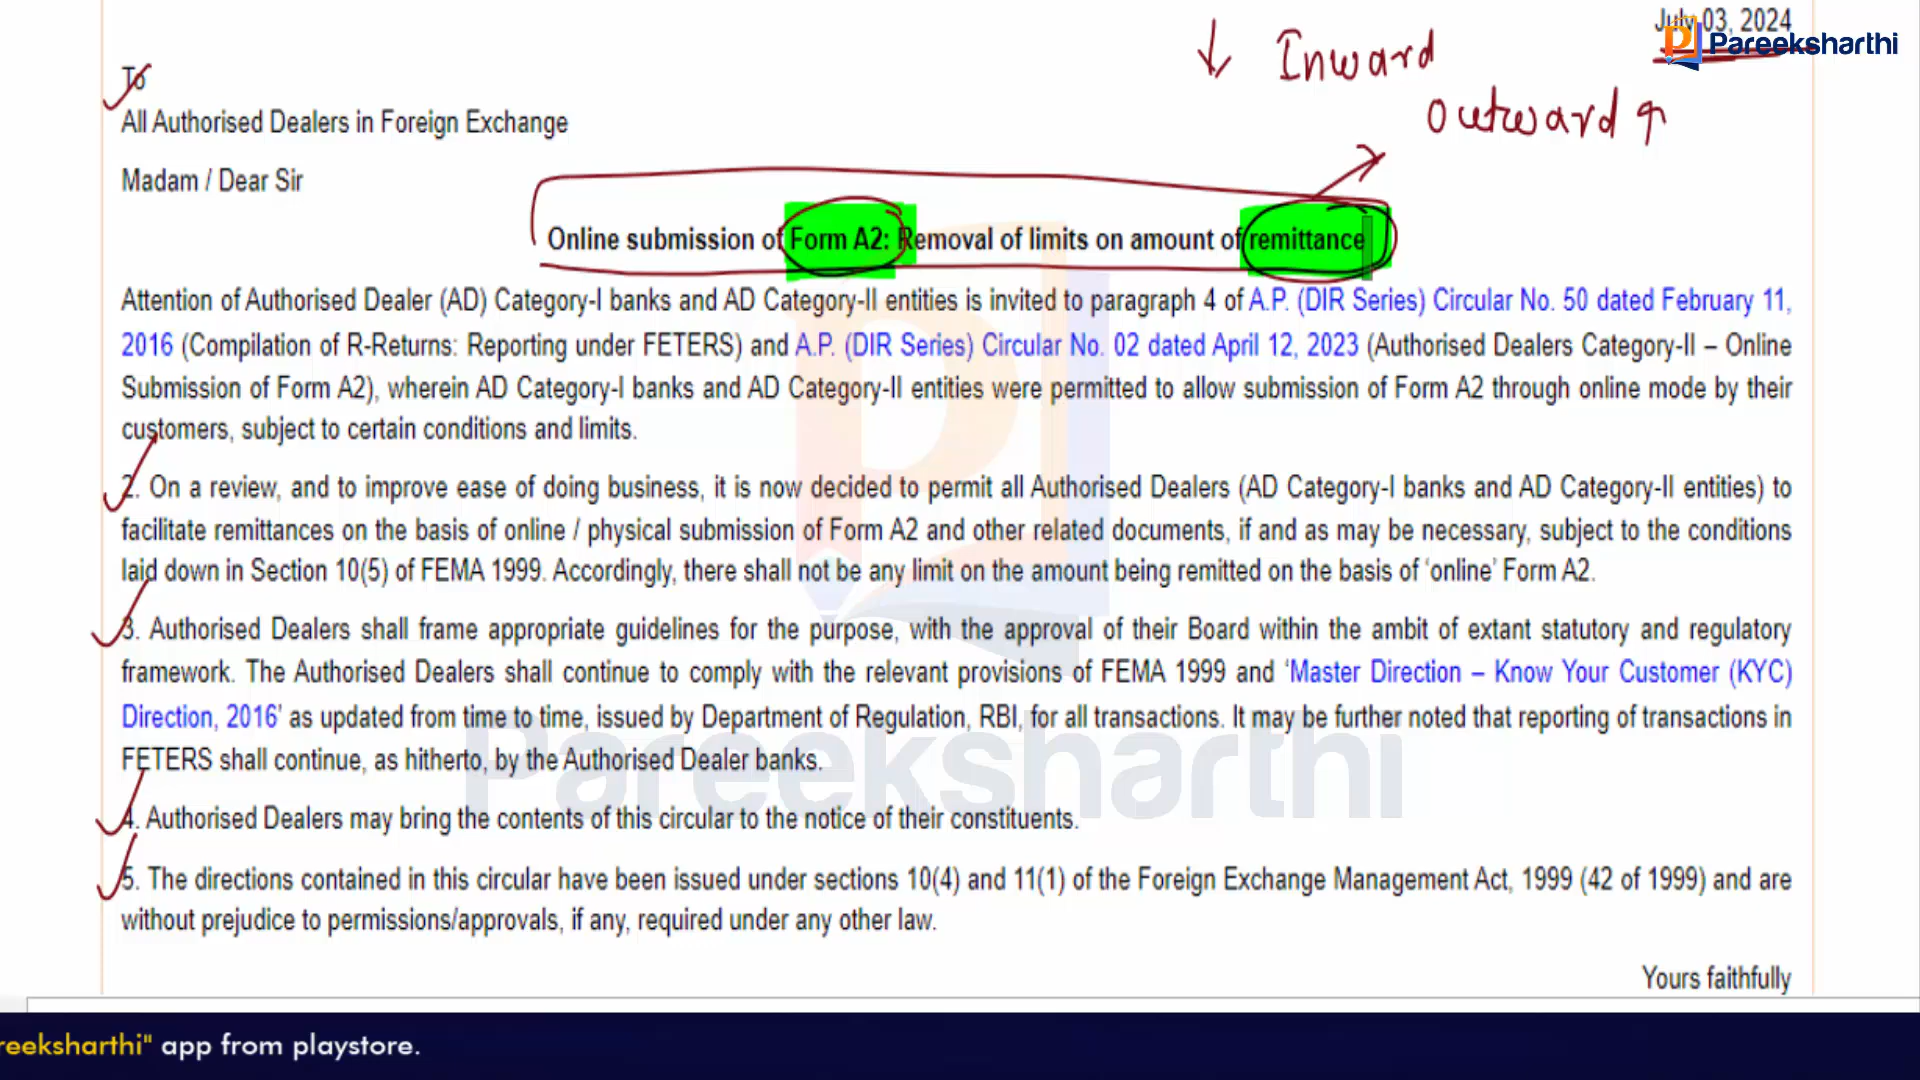 July 03, 2024
Pareeksharthi
↓ Inward
Outward ↑
To
All Authorised Dealers in Foreign Exchange
Madam / Dear Sir
Online submission of Form A2: Removal of limits on amount of remittance
Attention of Authorised Dealer (AD) Category-I banks and AD Category-II entities is invited to paragraph 4 of A.P. (DIR Series) Circular No. 50 dated February 11,
2016 (Compilation of R-Returns: Reporting under FETERS) and A.P. (DIR Series) Circular No. 02 dated April 12, 2023 (Authorised Dealers Category-II – Online
Submission of Form A2), wherein AD Category-I banks and AD Category-II entities were permitted to allow submission of Form A2 through online mode by their
customers, subject to certain conditions and limits.
2. On a review, and to improve ease of doing business, it is now decided to permit all Authorised Dealers (AD Category-I banks and AD Category-II entities) to
facilitate remittances on the basis of online / physical submission of Form A2 and other related documents, if and as may be necessary, subject to the conditions
laid down in Section 10(5) of FEMA 1999. Accordingly, there shall not be any limit on the amount being remitted on the basis of ‘online’ Form A2.
3. Authorised Dealers shall frame appropriate guidelines for the purpose, with the approval of their Board within the ambit of extant statutory and regulatory
framework. The Authorised Dealers shall continue to comply with the relevant provisions of FEMA 1999 and ‘Master Direction – Know Your Customer (KYC)
Direction, 2016’ as updated from time to time, issued by Department of Regulation, RBI, for all transactions. It may be further noted that reporting of transactions in
FETERS shall continue, as hitherto, by the Authorised Dealer banks.
Pareeksharthi
4. Authorised Dealers may bring the contents of this circular to the notice of their constituents.
5. The directions contained in this circular have been issued under sections 10(4) and 11(1) of the Foreign Exchange Management Act, 1999 (42 of 1999) and are
without prejudice to permissions/approvals, if any, required under any other law.
Yours faithfully
reeksharthi" app from playstore.